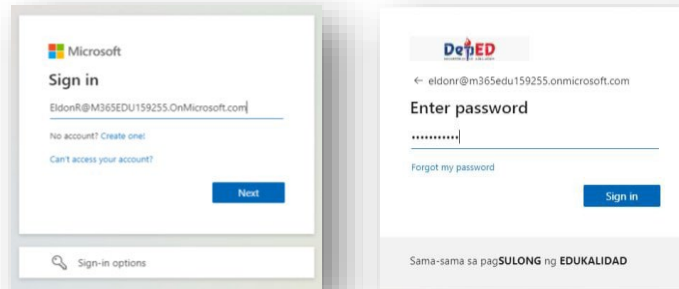 Microsoft
Sign in
EldonR@M365EDU159255.OnMicrosoft.com
No account? Create one!
Can't access your account?
Next
Sign-in options
DepED
← eldonr@m365edu159255.onmicrosoft.com
Enter password
•••••••••••
Forgot my password
Sign in
Sama-sama sa pagSULONG ng EDUKALIDAD